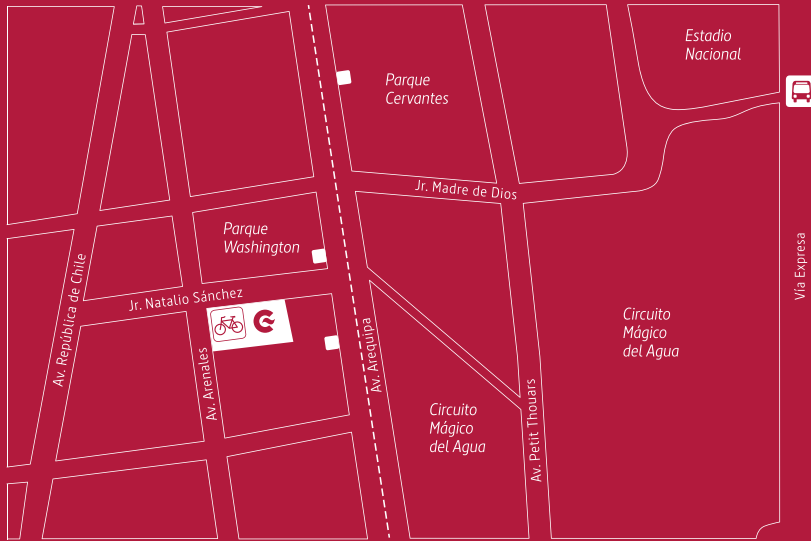 Estadio
Nacional
Parque
Cervantes
Jr. Madre de Dios
Parque
Washington
Vía Expresa
Av. República de Chile
Jr. Natalio Sánchez
Av. Arenales
Av. Arequipa
Circuito
Mágico
del Agua
Circuito
Mágico
del Agua
Av. Petit Thouars